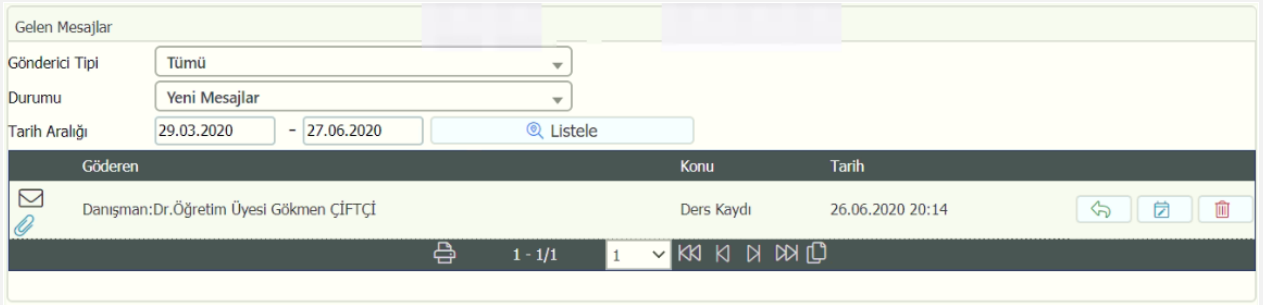 Gelen Mesajlar
Gönderici Tipi Tümü
Durumu Yeni Mesajlar
Tarih Aralığı 29.03.2020 - 27.06.2020 Listele
Göderen Konu Tarih
Danışman:Dr.Öğretim Üyesi Gökmen ÇİFTÇİ Ders Kaydı 26.06.2020 20:14
1 - 1/1 1